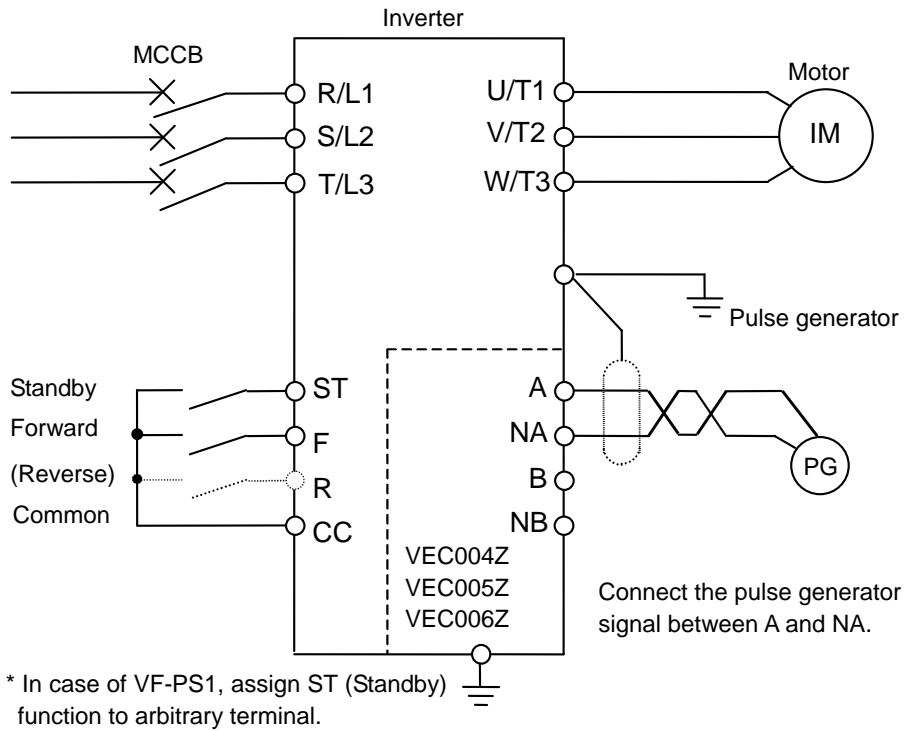 Inverter
MCCB
Motor
R/L1
U/T1
S/L2
V/T2
IM
T/L3
W/T3
Pulse generator
Standby
ST
A
Forward
F
NA
(Reverse)
R
B
PG
Common
CC
NB
VEC004Z
VEC005Z
VEC006Z
Connect the pulse generator
signal between A and NA.
* In case of VF-PS1, assign ST (Standby)
function to arbitrary terminal.